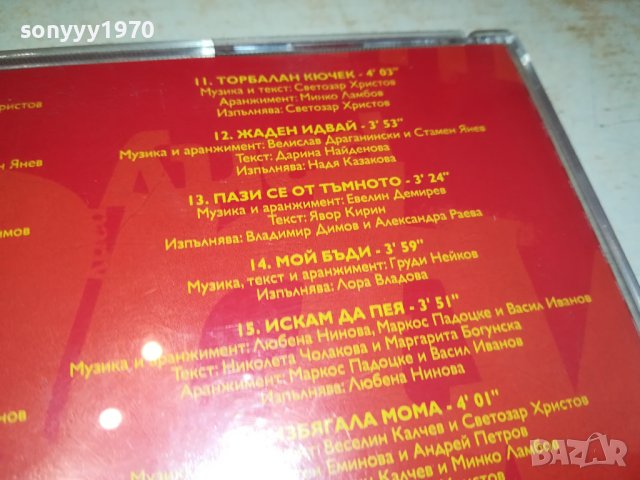 sonyyy1970
11. ТОРБАЛАН КЮЧЕК - 4' 03"
Музика и текст: Светозар Христов
Аранжимент: Минко Ламбов
Изпълнява: Светозар Христов
12. ЖАДЕН ИДВАЙ - 3' 53"
Музика и аранжимент: Велислав Драганински и Стамен Янев
Текст: Дарина Найденова
Изпълнява: Надя Казакова
13. ПАЗИ СЕ ОТ ТЪМНОТО - 3' 24"
Музика и аранжимент: Евелин Демирев
Текст: Явор Кирин
Изпълнява: Владимир Димов и Александра Раева
14. МОЙ БЪДИ - 3' 59"
Музика, текст и аранжимент: Груди Нейков
Изпълнява: Лора Владова
15. ИСКАМ ДА ПЕЯ - 3' 51"
Музика и аранжимент: Любена Нинова, Маркос Падоцке и Васил Иванов
Текст: Николета Чолакова и Маргарита Богунска
Аранжимент: Маркос Падоцке и Васил Иванов
Изпълнява: Любена Нинова
МОМА - 4' 01"
Веселин Калчев и Светозар Христов
Еминова и Андрей Петров
Калчев и Минко Ламбов
Янев
BAZAR